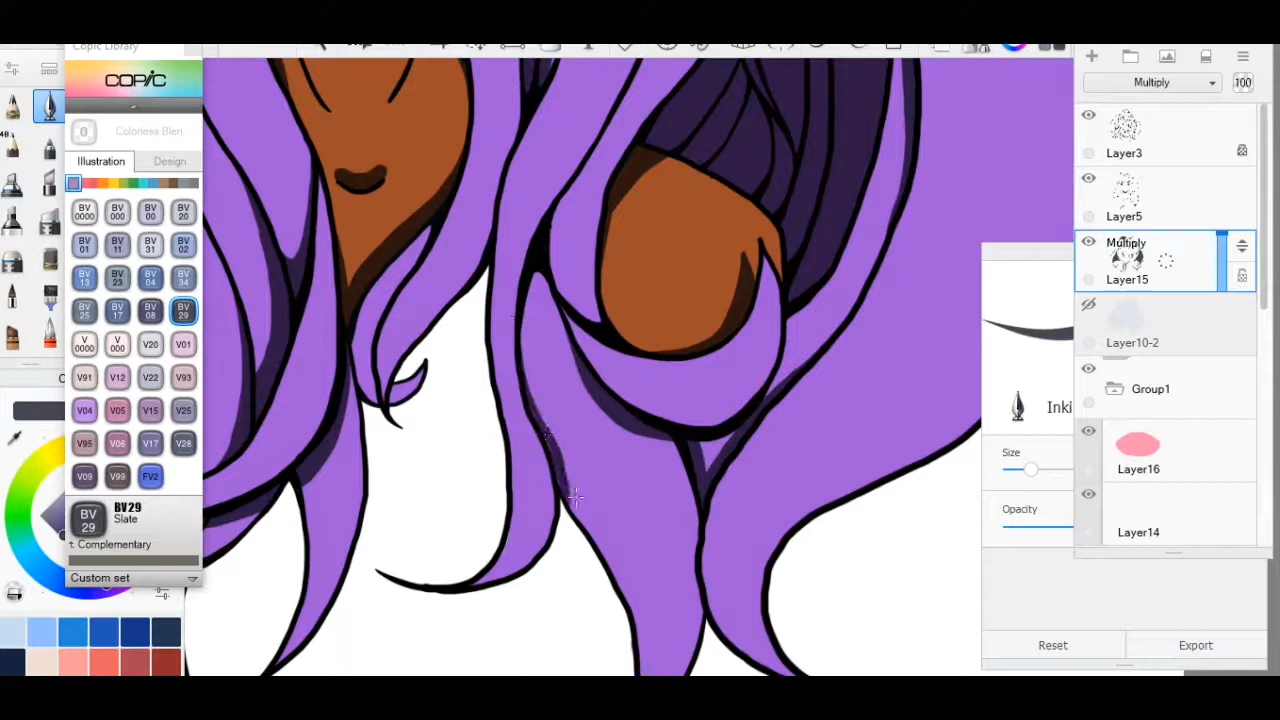 Copic Library
COPIC
0 Colorless Blen
Illustration Design
BV 0000 BV 000 BV 00 BV 20
BV 01 BV 11 BV 31 BV 02
BV 13 BV 23 BV 04 BV 34
BV 25 BV 17 BV 08 BV 29
V 0000 V 000 V20 V01
V91 V12 V22 V93
V04 V05 V15 V25
V95 V06 V17 V28
V09 V99 FV2
BV 29
BV29
Slate
Complementary
Custom set
48
Multiply 100
Layer3
Layer5
Multiply
Layer15
Layer10-2
Group1
Layer16
Layer14
Inki
Size
Opacity
Reset Export